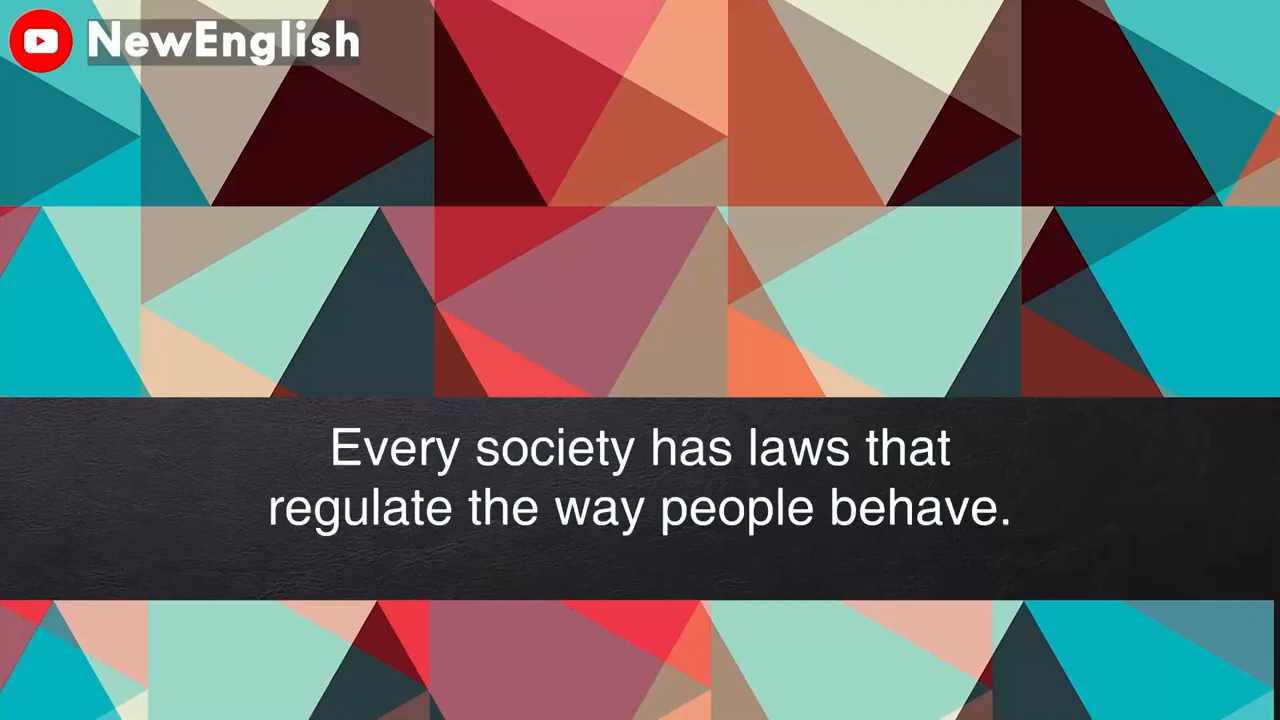 NewEnglish
Every society has laws that
regulate the way people behave.